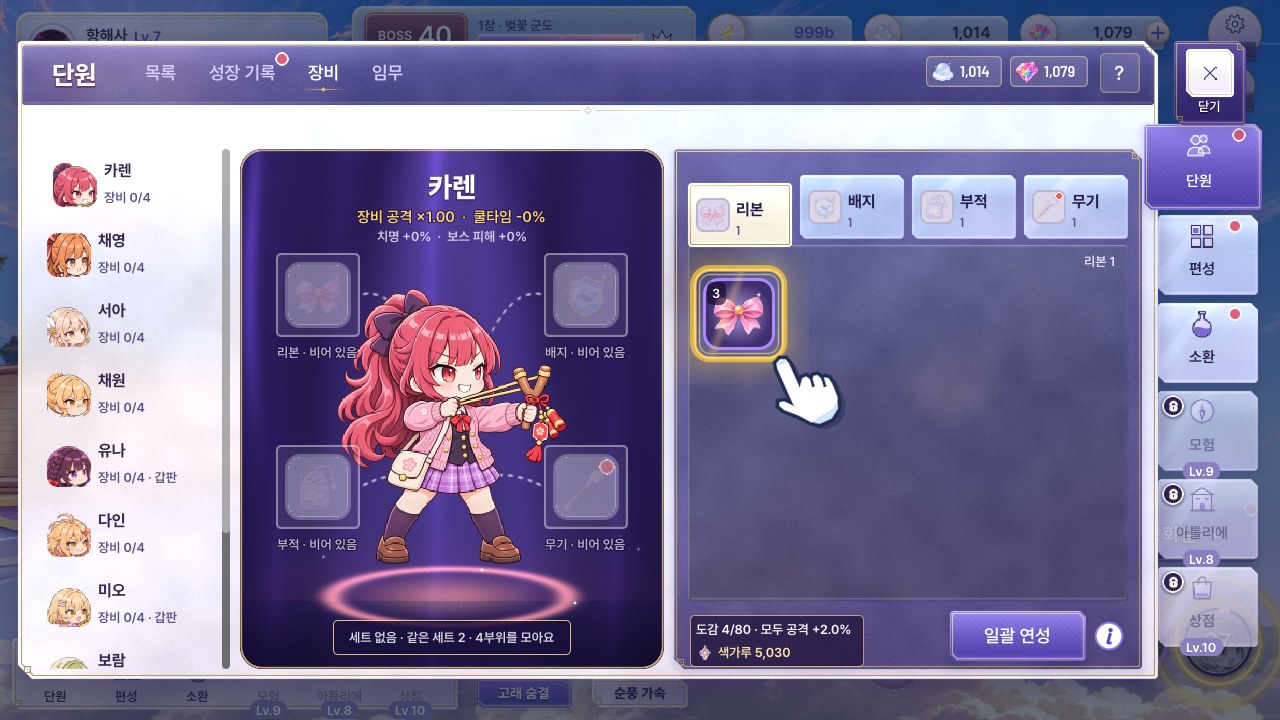 항해사 Lv.7
BOSS 40
1장 · 벚꽃 군도
999b
1,014
1,079
단원
목록
성장 기록
장비
임무
1,014
1,079
?
닫기
카렌
장비 0/4
채영
장비 0/4
서아
장비 0/4
채원
장비 0/4
유나
장비 0/4 · 갑판
다인
장비 0/4
미오
장비 0/4 · 갑판
보람
카렌
장비 공격 ×1.00 · 쿨타임 -0%
치명 +0% · 보스 피해 +0%
리본 · 비어 있음
배지 · 비어 있음
부적 · 비어 있음
무기 · 비어 있음
세트 없음 · 같은 세트 2 · 4부위를 모아요
리본
1
배지
1
부적
1
무기
1
리본 1
3
도감 4/80 · 모두 공격 +2.0%
색가루 5,030
일괄 연성
i
단원
편성
소환
모험
Lv.9
아틀리에
Lv.8
상점
Lv.10
단원
편성
소환
모험
Lv.9
아틀리에
Lv.8
상점
Lv.10
고래 숨결
순풍 가속